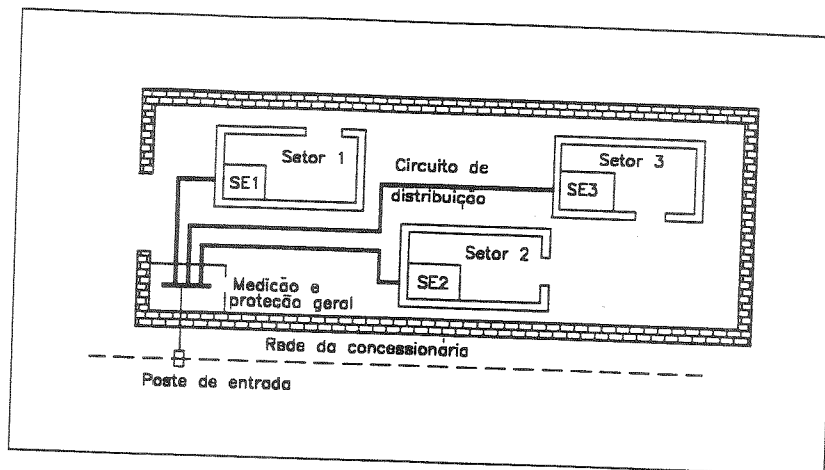 Setor 1
SE1
Circuito de
distribuição
Setor 3
SE3
Setor 2
SE2
Medição e
proteção geral
Rede da concessionária
Poste de entrada